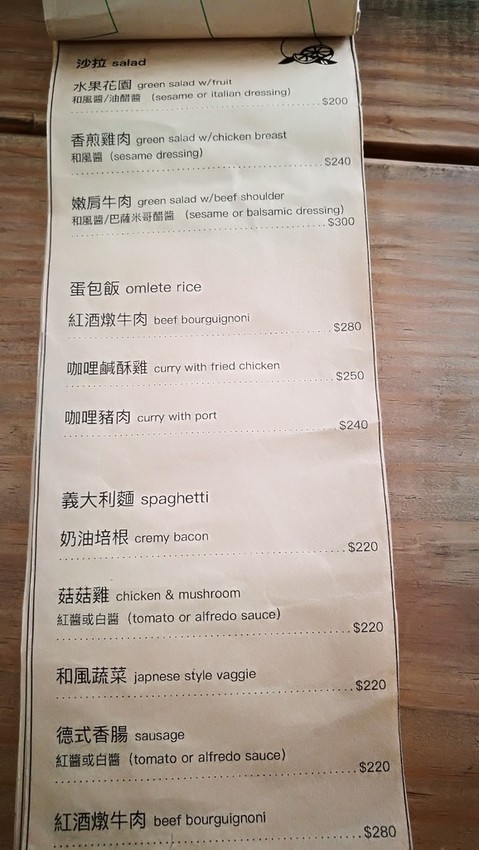 沙拉 salad
水果花園 green salad w/fruit
和風醬/油醋醬 (sesame or italian dressing)
$200
香煎雞肉 green salad w/chicken breast
和風醬 (sesame dressing)
$240
嫩肩牛肉 green salad w/beef shoulder
和風醬/巴薩米哥醋醬 (sesame or balsamic dressing)
$300
蛋包飯 omlete rice
紅酒燉牛肉 beef bourguignoni
$280
咖哩鹹酥雞 curry with fried chicken
$250
咖哩豬肉 curry with port
$240
義大利麵 spaghetti
奶油培根 cremy bacon
$220
菇菇雞 chicken & mushroom
紅醬或白醬 (tomato or alfredo sauce)
$220
和風蔬菜 japnese style vaggie
$220
德式香腸 sausage
紅醬或白醬 (tomato or alfredo sauce)
$220
紅酒燉牛肉 beef bourguignoni
$280